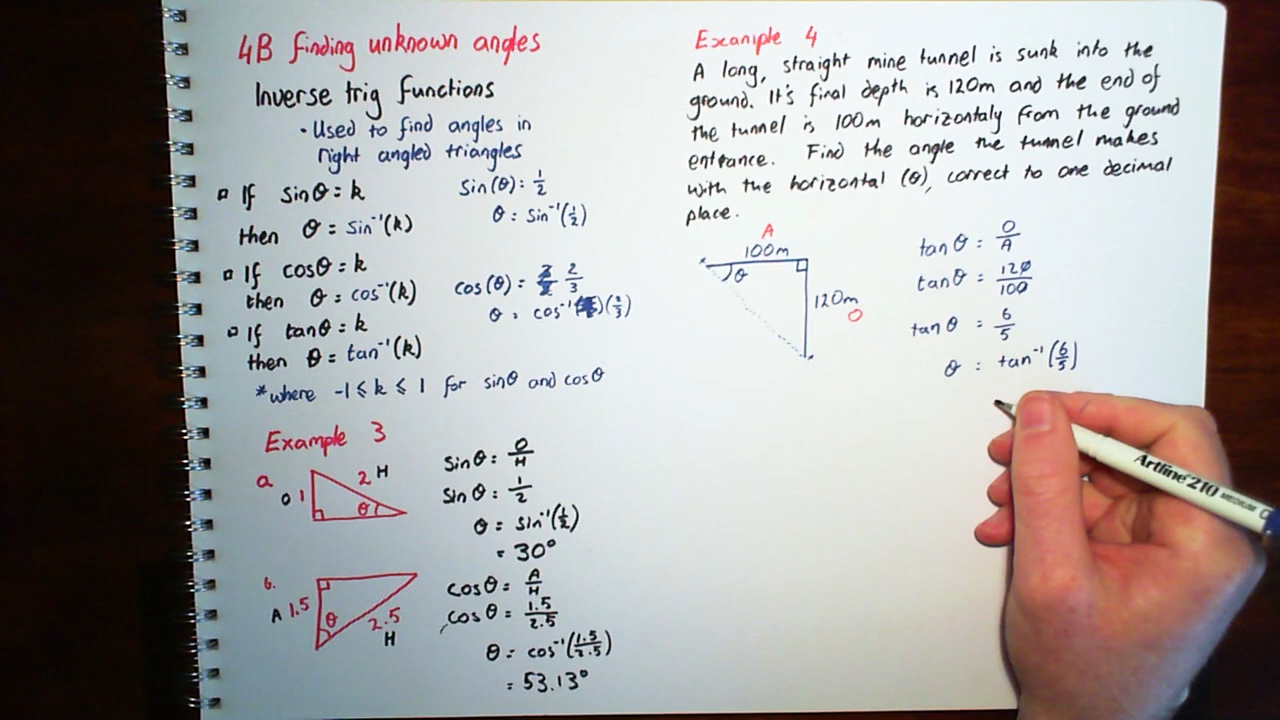 4B Finding unknown angles
Inverse trig functions
• Used to find angles in
right angled triangles
If sinθ = k
then θ = sin⁻¹(k)
sin(θ) = 1/2
θ = sin⁻¹(1/2)
If cosθ = k
then θ = cos⁻¹(k)
cos(θ) = 2/3
θ = cos⁻¹(2/3)
If tanθ = k
then θ = tan⁻¹(k)
*where -1 ≤ k ≤ 1 for sinθ and cosθ
Example 3
a.
O 1
2 H
θ
sinθ = O/H
sinθ = 1/2
θ = sin⁻¹(1/2)
= 30°
b.
A 1.5
θ
2.5
H
cosθ = A/H
cosθ = 1.5/2.5
θ = cos⁻¹(1.5/2.5)
= 53.13°
Example 4
A long, straight mine tunnel is sunk into the
ground. It's final depth is 120m and the end of
the tunnel is 100m horizontaly from the ground
entrance. Find the angle the tunnel makes
with the horizontal (θ), correct to one decimal
place.
A
100m
θ
120m
O
tanθ = O/A
tanθ = 120/100
tanθ = 6/5
θ = tan⁻¹(6/5)
Artline 210 MEDIUM